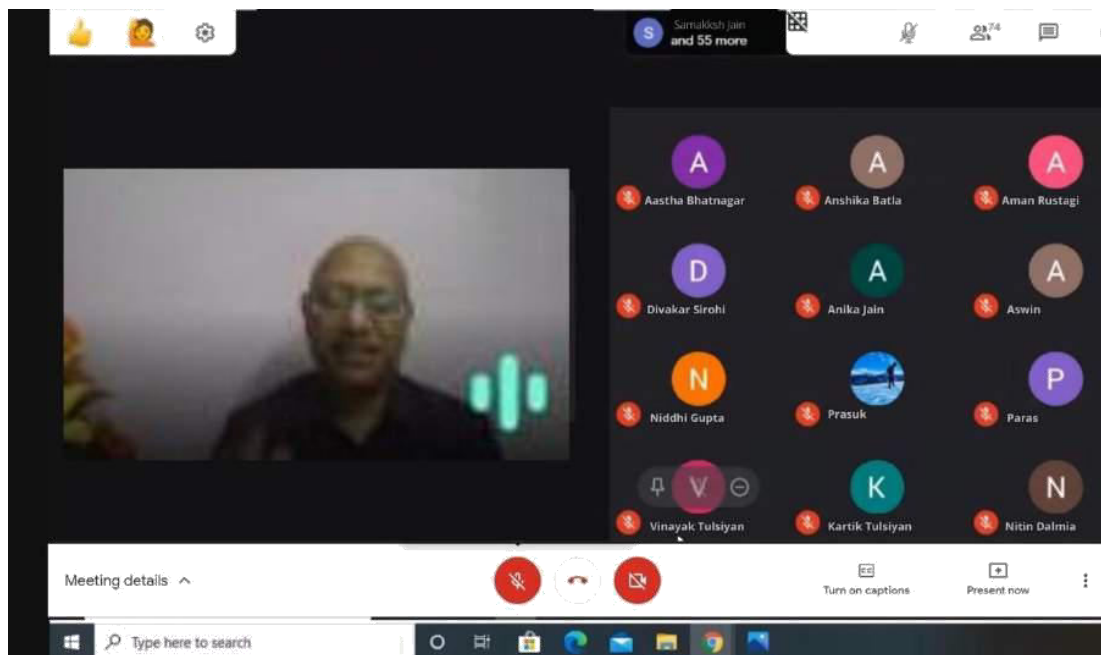 S
Samakksh Jain
and 55 more
74
A
Aastha Bhatnagar
A
Anshika Batla
A
Aman Rustagi
D
Divakar Sirohi
A
Anika Jain
A
Aswin
N
Niddhi Gupta
Prasuk
P
Paras
V
Vinayak Tulsiyan
K
Kartik Tulsiyan
N
Nitin Dalmia
Meeting details
CC
Turn on captions
Present now
Type here to search